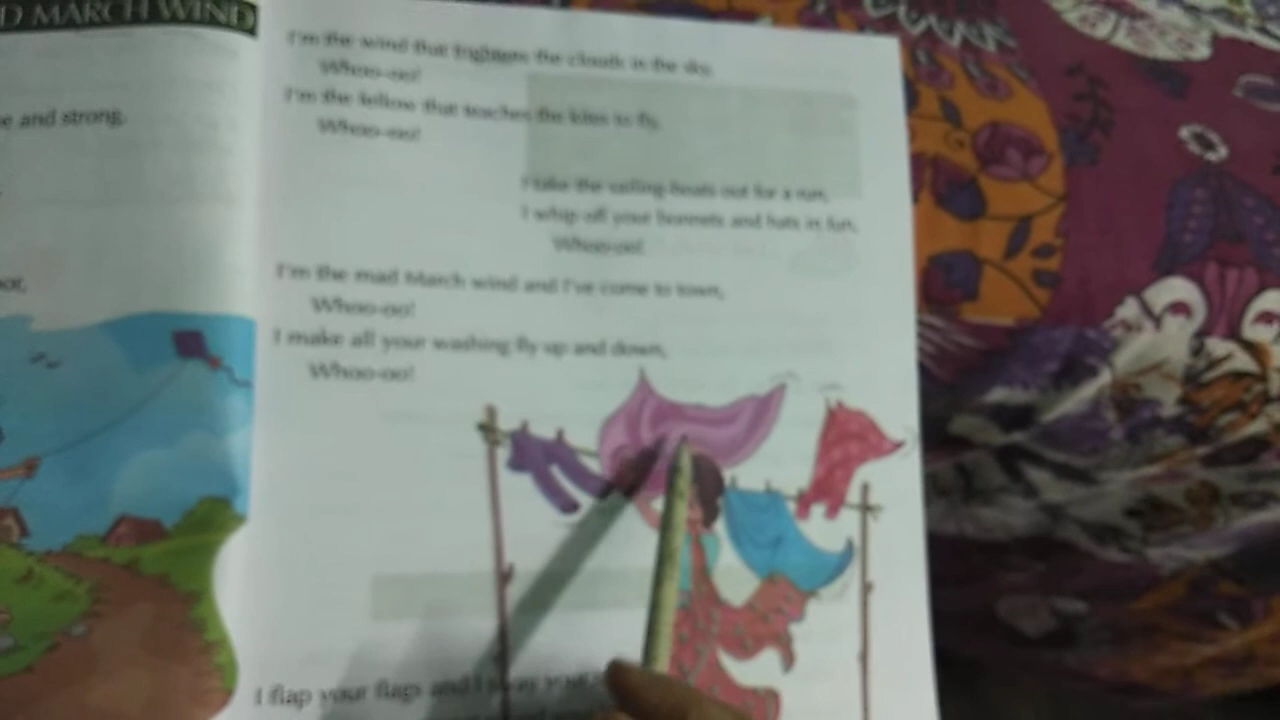 D MARCH WIND
e and strong,
oor,
I'm the wind that frightens the clouds in the sky,
Whoo-oo!
I'm the fellow that teaches the kites to fly,
Whoo-oo!
I take the sailing-boats out for a run,
I whip off your bonnets and hats in fun,
Whoo-oo!
I'm the mad March wind and I've come to town,
Whoo-oo!
I make all your washing fly up and down,
Whoo-oo!
I flap your flags and I